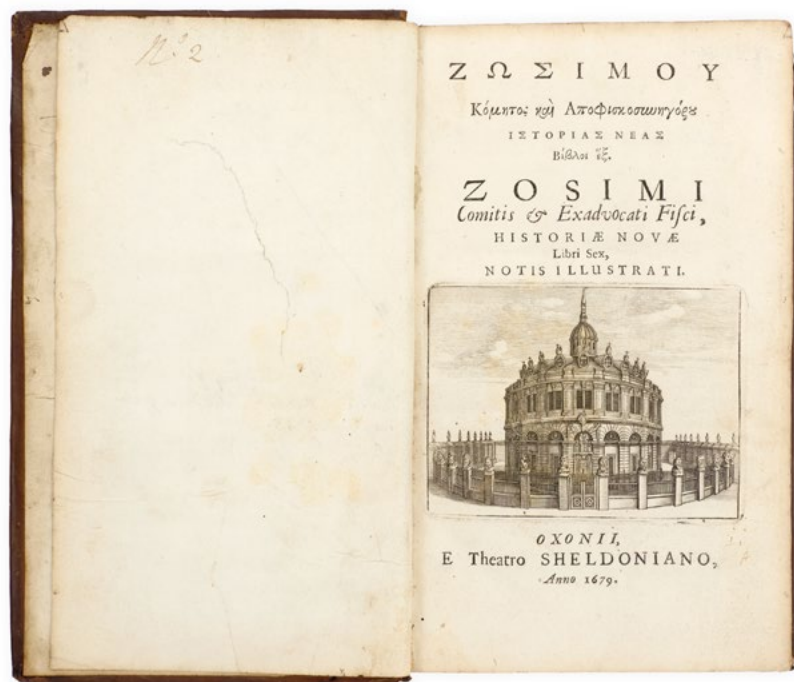 Nº 2
ΖΩΣΙΜΟΥ
Κόμητος καὶ Αποφισκοσυνηγόρου
ΙΣΤΟΡΙΑΣ ΝΕΑΣ
Βίβλοι ἕξ.
ZOSIMI
Comitis & Exadvocati Fiſci,
HISTORIÆ NOVÆ
Libri Sex,
NOTIS ILLUSTRATI.
OXONII,
E Theatro SHELDONIANO,
Anno 1679.